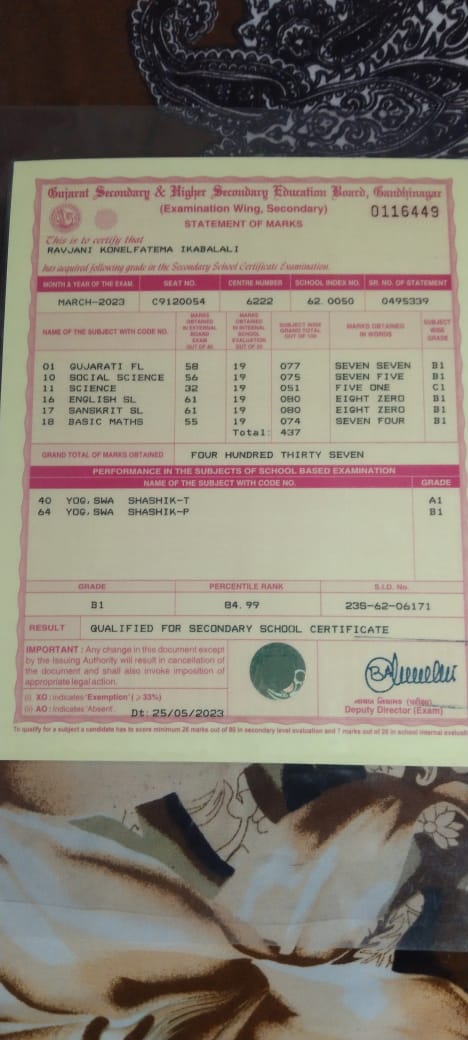 Gujarat Secondary & Higher Secondary Education Board, Gandhinagar
(Examination Wing, Secondary)
0116449
STATEMENT OF MARKS
This is to certify that
RAVJANI KONELFATEMA IKABALALI
has acquired following grade in the Secondary School Certificate Examination.
MONTH & YEAR OF THE EXAM. SEAT NO. CENTRE NUMBER SCHOOL INDEX NO. SR. NO. OF STATEMENT
MARCH-2023 C9120054 6222 62.0050 0495339
NAME OF THE SUBJECT WITH CODE NO. MARKS OBTAINED IN EXTERNAL BOARD EXAM OUT OF 80 MARKS OBTAINED IN INTERNAL SCHOOL EVALUATION OUT OF 20 SUBJECT WISE GRAND TOTAL OUT OF 100 MARKS OBTAINED IN WORDS SUBJECT WISE GRADE
01 GUJARATI FL 58 19 077 SEVEN SEVEN B1
10 SOCIAL SCIENCE 56 19 075 SEVEN FIVE B1
11 SCIENCE 32 19 051 FIVE ONE C1
16 ENGLISH SL 61 19 080 EIGHT ZERO B1
17 SANSKRIT SL 61 19 080 EIGHT ZERO B1
18 BASIC MATHS 55 19 074 SEVEN FOUR B1
Total: 437
GRAND TOTAL OF MARKS OBTAINED FOUR HUNDRED THIRTY SEVEN
PERFORMANCE IN THE SUBJECTS OF SCHOOL BASED EXAMINATION
NAME OF THE SUBJECT WITH CODE NO. GRADE
40 YOG,SWA SHASHIK-T A1
64 YOG,SWA SHASHIK-P B1
GRADE PERCENTILE RANK S.I.D. No.
B1 84.99 23S-62-06171
RESULT QUALIFIED FOR SECONDARY SCHOOL CERTIFICATE
IMPORTANT : Any change in this document except
by the Issuing Authority will result in cancellation of
the document and shall also invoke imposition of
appropriate legal action.
(i) XO : Indicates 'Exemption' (≥ 33%)
(ii) AO : Indicates 'Absent'.
Dt: 25/05/2023
Deputy Director (Exam)
To qualify for a subject a candidate has to score minimum 26 marks out of 80 in secondary level evaluation and 7 marks out of 20 in school internal